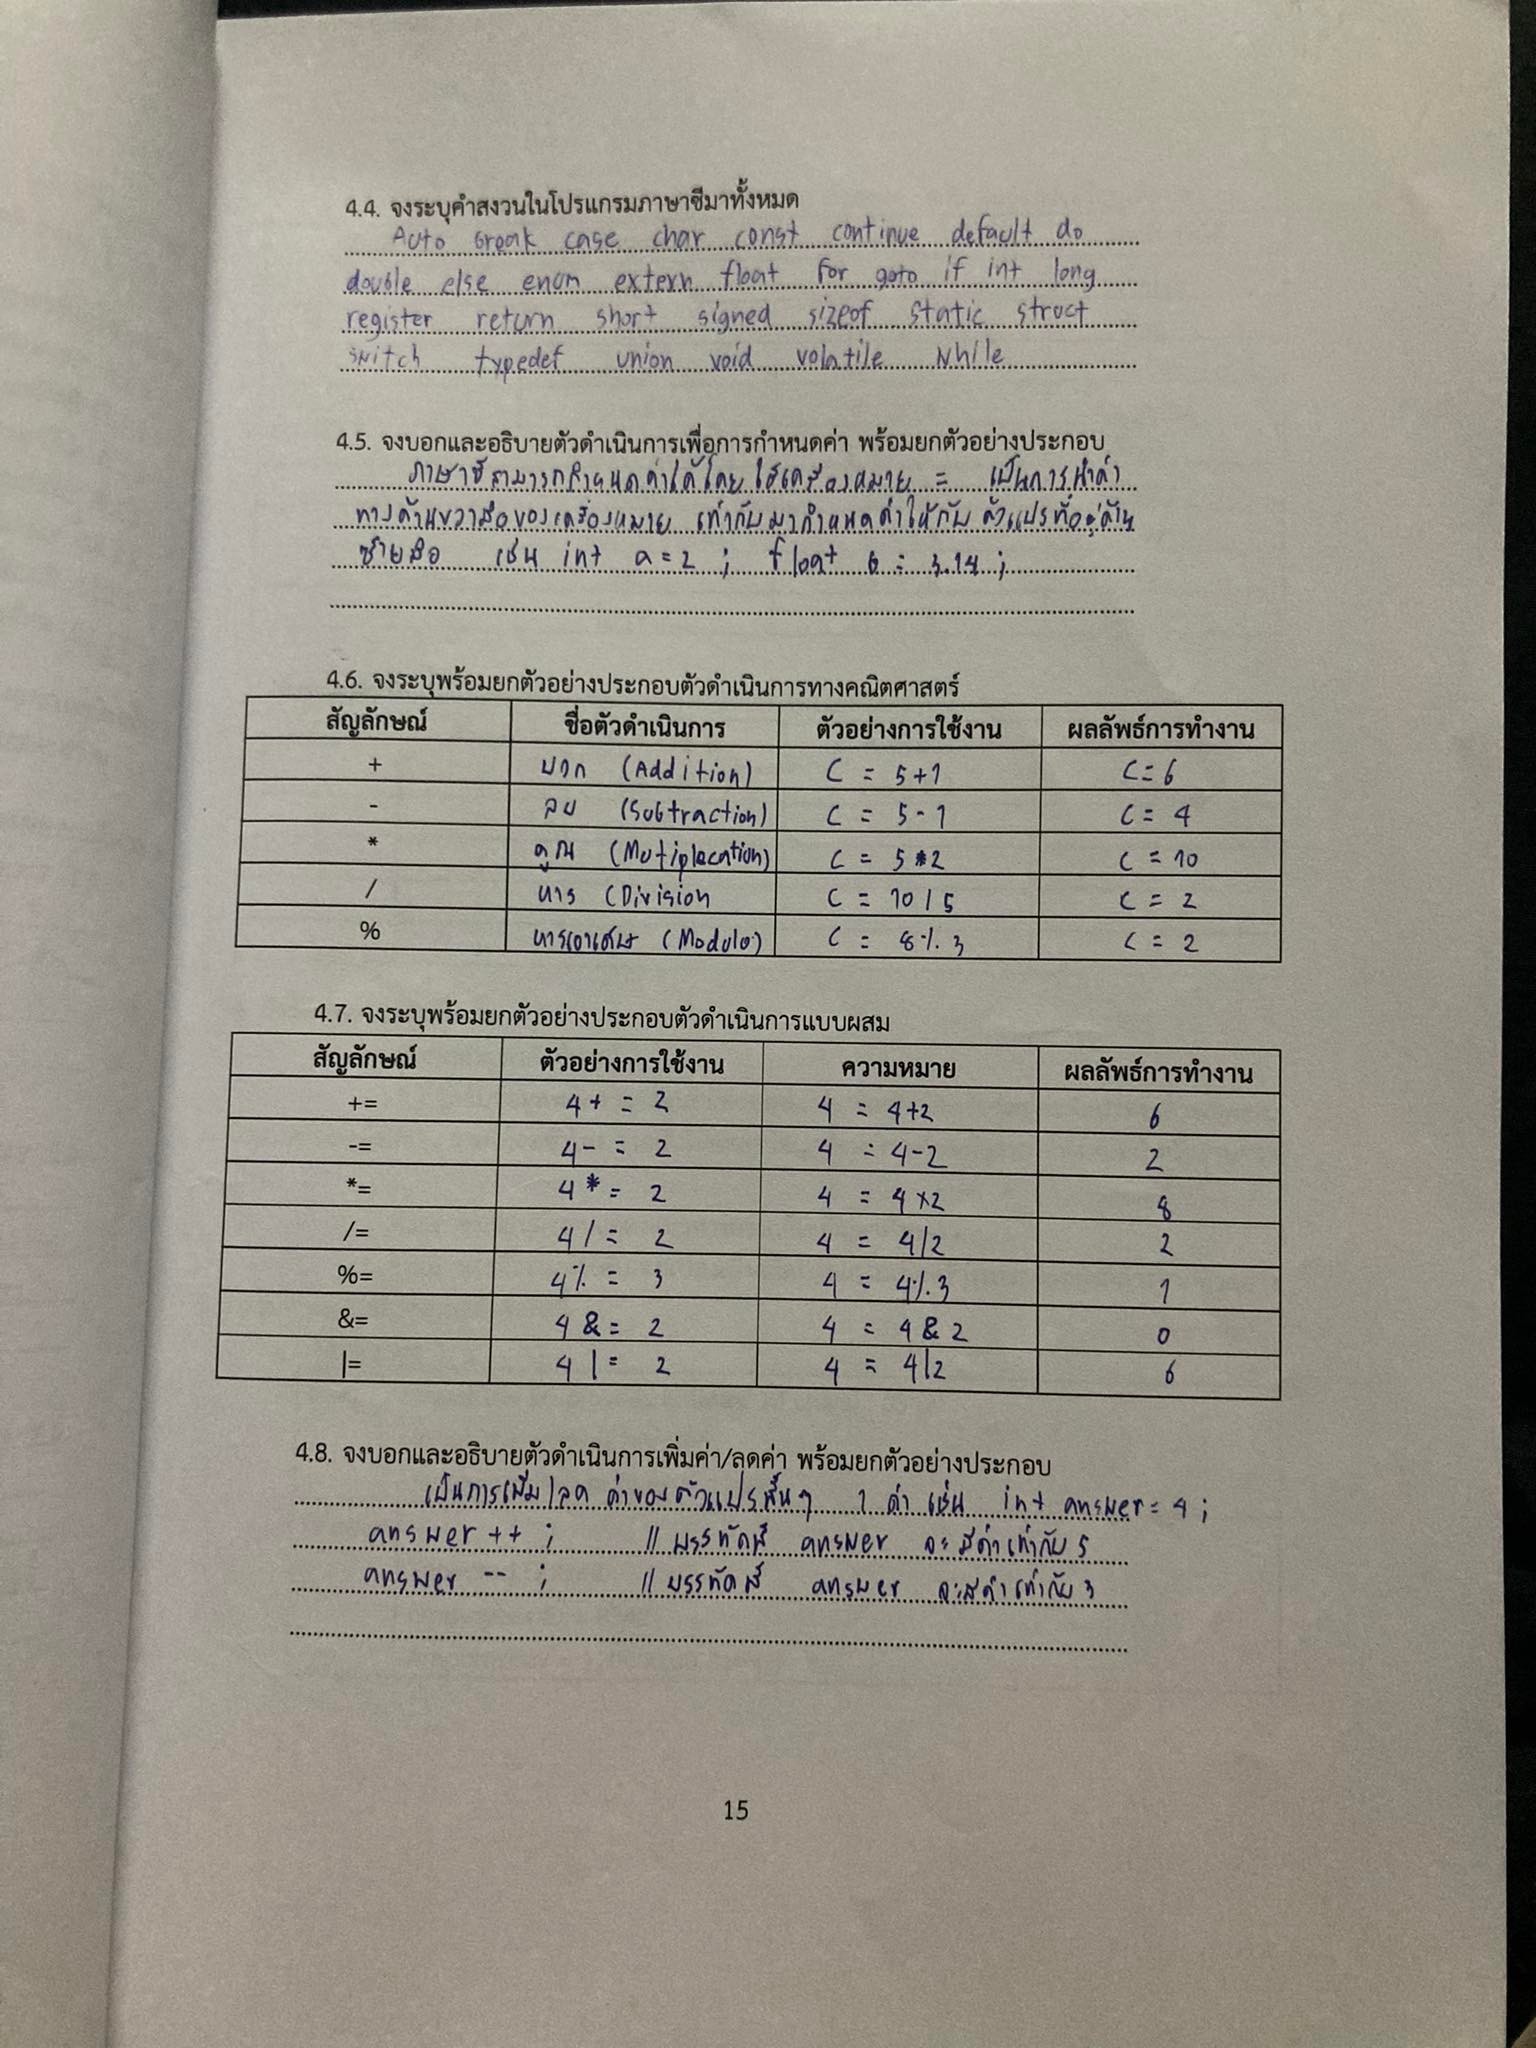 4.4. จงระบุคำสงวนในโปรแกรมภาษาซีมาทั้งหมด
Auto break case char const continue default do
double else enum extern float for goto if int long
register return short signed sizeof static struct
switch typedef union void volatile while
4.5. จงบอกและอธิบายตัวดำเนินการเพื่อการกำหนดค่า พร้อมยกตัวอย่างประกอบ
ภาษาซีสามารถกำหนดค่าได้โดยใช้เครื่องหมาย = เป็นการนำค่า
ทางด้านขวามือของเครื่องหมาย เท่ากับมากำหนดค่าให้กับ ตัวแปรที่อยู่ด้าน
ซ้ายมือ เช่น int a = 2 ; float b = 3.14 ;
4.6. จงระบุพร้อมยกตัวอย่างประกอบตัวดำเนินการทางคณิตศาสตร์
สัญลักษณ์ ชื่อตัวดำเนินการ ตัวอย่างการใช้งาน ผลลัพธ์การทำงาน
+ บวก (Addition) C = 5+1 C = 6
- ลบ (Subtraction) C = 5-1 C = 4
* คูณ (Mutiplecation) C = 5*2 C = 10
/ หาร (Division C = 10/5 C = 2
% หารเอาเศษ (Modulo) C = 8%3 C = 2
4.7. จงระบุพร้อมยกตัวอย่างประกอบตัวดำเนินการแบบผสม
สัญลักษณ์ ตัวอย่างการใช้งาน ความหมาย ผลลัพธ์การทำงาน
+= 4+ = 2 4 = 4+2 6
-= 4- = 2 4 = 4-2 2
*= 4* = 2 4 = 4×2 8
/= 4/ = 2 4 = 4/2 2
%= 4% = 3 4 = 4%3 1
&= 4 & = 2 4 = 4 & 2 0
|= 4 | = 2 4 = 4|2 6
4.8. จงบอกและอธิบายตัวดำเนินการเพิ่มค่า/ลดค่า พร้อมยกตัวอย่างประกอบ
เป็นการเพิ่ม/ลด ค่าของตัวแปรนั้นๆ 1 ค่า เช่น int answer = 4 ;
answer ++ ; // บรรทัดนี้ answer จะมีค่าเท่ากับ 5
answer -- ; // บรรทัดนี้ answer จะมีค่าเท่ากับ 3
15